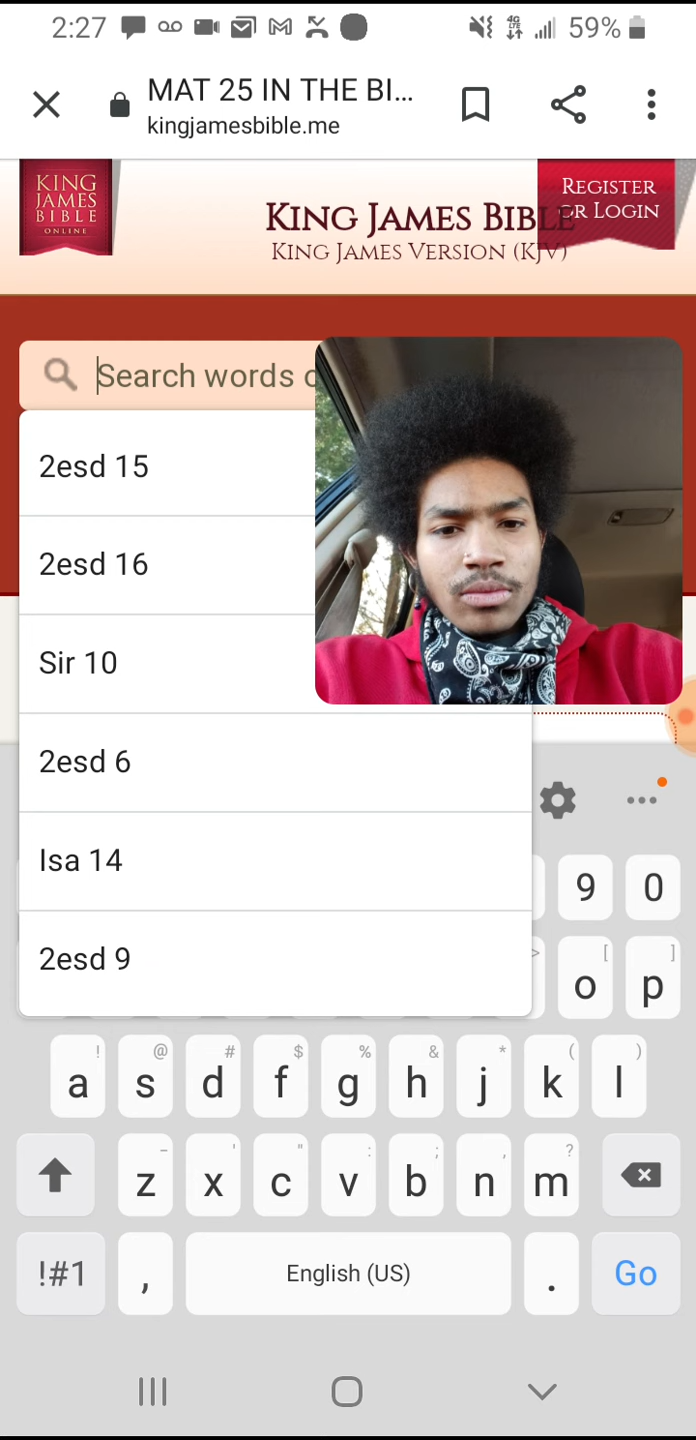 2:27 59%
MAT 25 IN THE BI...
kingjamesbible.me
KING
JAMES
BIBLE
ONLINE
KING JAMES BIBLE
KING JAMES VERSION (KJV)
REGISTER
OR LOGIN
Search words
2esd 15
2esd 16
Sir 10
2esd 6
Isa 14
2esd 9
9 0
> [ ]
o p
! @ # $ % & * ( )
a s d f g h j k l
- ' " : ; , ?
z x c v b n m
!#1 , English (US) . Go